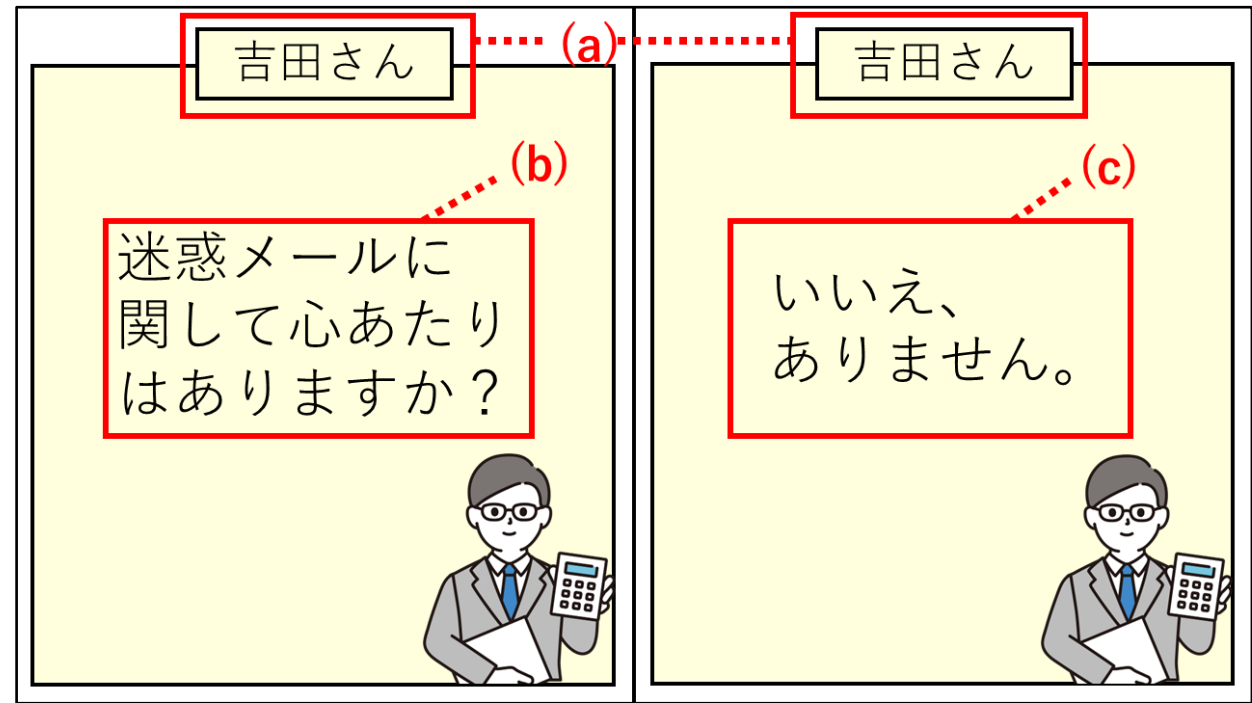 吉田さん
(a)
吉田さん
(b)
迷惑メールに
関して心あたり
はありますか？
(c)
いいえ、
ありません。